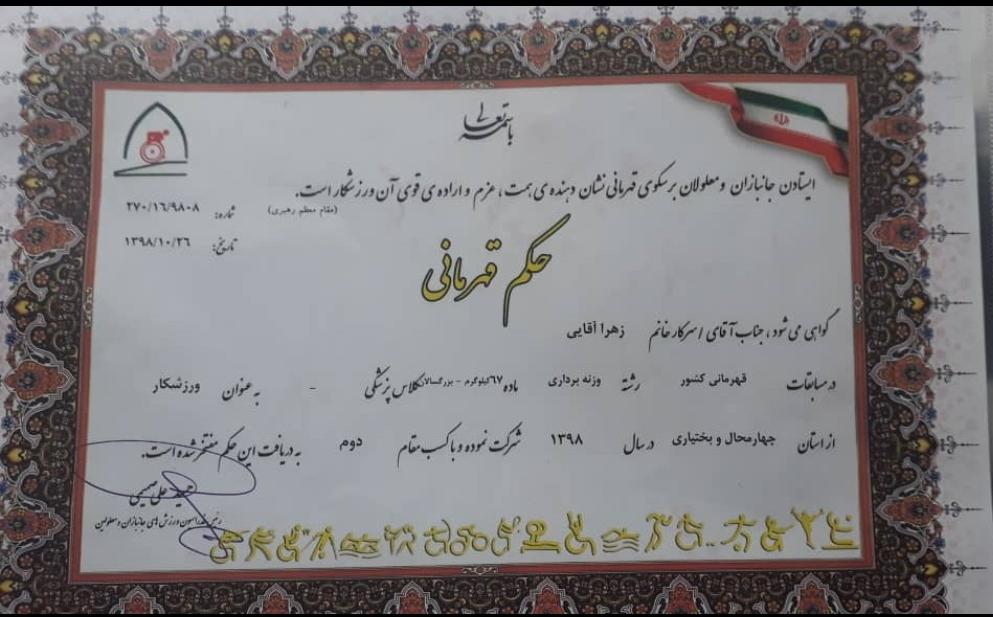 باسمه تعالی
ایستادن جانبازان و معلولان بر سکوی قهرمانی نشان دهنده ی همت، عزم و اراده ی قوی آن ورزشکار است.
(مقام معظم رهبری)
شماره: ۲۷۰/۱۶/۹۸۰۸
تاریخ: ۱۳۹۸/۱۰/۲۶
حکم قهرمانی
گواهی می شود، جناب آقای / سرکار خانم زهرا آقایی
در مسابقات قهرمانی کشور رشته وزنه برداری ماده ۶۷کیلوگرم - بزرگسالان کلاس پزشکی - به عنوان ورزشکار
از استان چهارمحال و بختیاری در سال ۱۳۹۸ شرکت نموده و با کسب مقام دوم به دریافت این حکم مفتخر شده است.
علی صمیمی
رئیس فدراسیون ورزش های جانبازان و معلولین